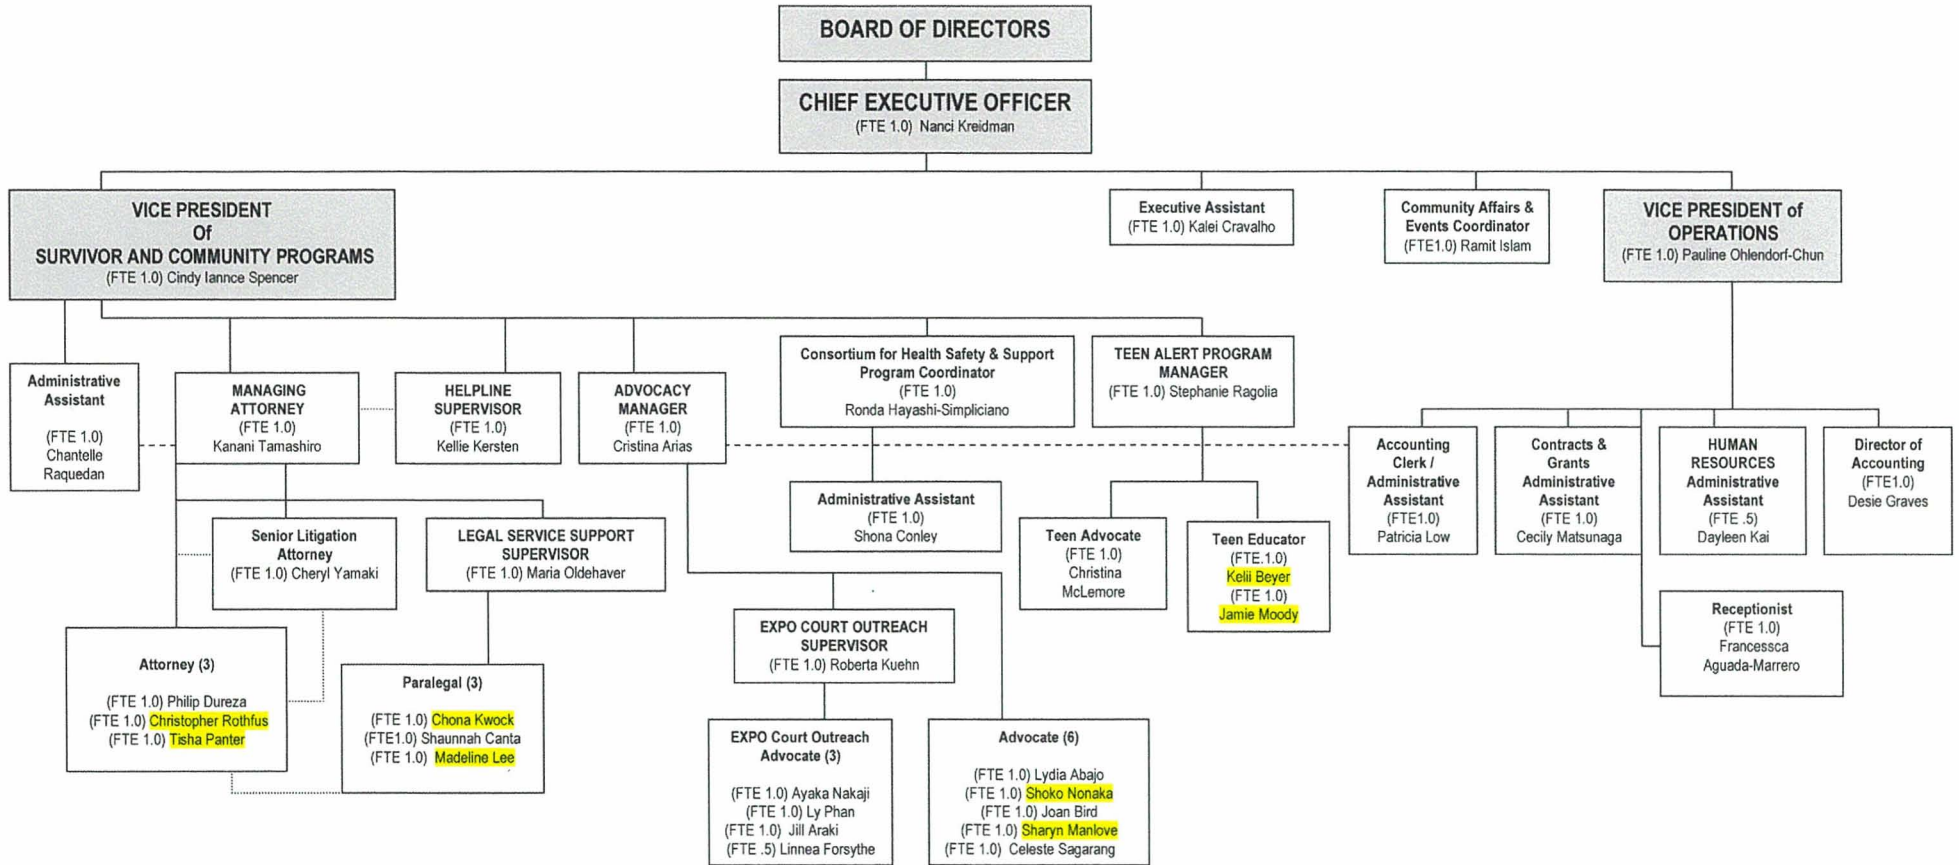 BOARD OF DIRECTORS
CHIEF EXECUTIVE OFFICER
(FTE 1.0) Nanci Kreidman
VICE PRESIDENT
Of
SURVIVOR AND COMMUNITY PROGRAMS
(FTE 1.0) Cindy Iannce Spencer
Executive Assistant
(FTE 1.0) Kalei Cravalho
Community Affairs &
Events Coordinator
(FTE1.0) Ramit Islam
VICE PRESIDENT of
OPERATIONS
(FTE 1.0) Pauline Ohlendorf-Chun
Administrative
Assistant
(FTE 1.0)
Chantelle
Raquedan
MANAGING
ATTORNEY
(FTE 1.0)
Kanani Tamashiro
HELPLINE
SUPERVISOR
(FTE 1.0)
Kellie Kersten
ADVOCACY
MANAGER
(FTE 1.0)
Cristina Arias
Consortium for Health Safety & Support
Program Coordinator
(FTE 1.0)
Ronda Hayashi-Simpliciano
TEEN ALERT PROGRAM
MANAGER
(FTE 1.0) Stephanie Ragolia
Accounting
Clerk /
Administrative
Assistant
(FTE1.0)
Patricia Low
Contracts &
Grants
Administrative
Assistant
(FTE 1.0)
Cecily Matsunaga
HUMAN
RESOURCES
Administrative
Assistant
(FTE .5)
Dayleen Kai
Director of
Accounting
(FTE1.0)
Desie Graves
Senior Litigation
Attorney
(FTE 1.0) Cheryl Yamaki
LEGAL SERVICE SUPPORT
SUPERVISOR
(FTE 1.0) Maria Oldehaver
Administrative Assistant
(FTE 1.0)
Shona Conley
Teen Advocate
(FTE 1.0)
Christina
McLemore
Teen Educator
(FTE.1.0)
Kelii Beyer
(FTE 1.0)
Jamie Moody
Receptionist
(FTE 1.0)
Francessca
Aguada-Marrero
EXPO COURT OUTREACH
SUPERVISOR
(FTE 1.0) Roberta Kuehn
Attorney (3)
(FTE 1.0) Philip Dureza
(FTE 1.0) Christopher Rothfus
(FTE 1.0) Tisha Panter
Paralegal (3)
(FTE 1.0) Chona Kwock
(FTE1.0) Shaunnah Canta
(FTE 1.0) Madeline Lee
EXPO Court Outreach
Advocate (3)
(FTE 1.0) Ayaka Nakaji
(FTE 1.0) Ly Phan
(FTE 1.0) Jill Araki
(FTE .5) Linnea Forsythe
Advocate (6)
(FTE 1.0) Lydia Abajo
(FTE 1.0) Shoko Nonaka
(FTE 1.0) Joan Bird
(FTE 1.0) Sharyn Manlove
(FTE 1.0) Celeste Sagarang